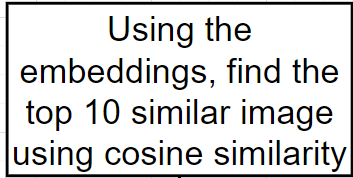 Using the
embeddings, find the
top 10 similar image
using cosine similarity